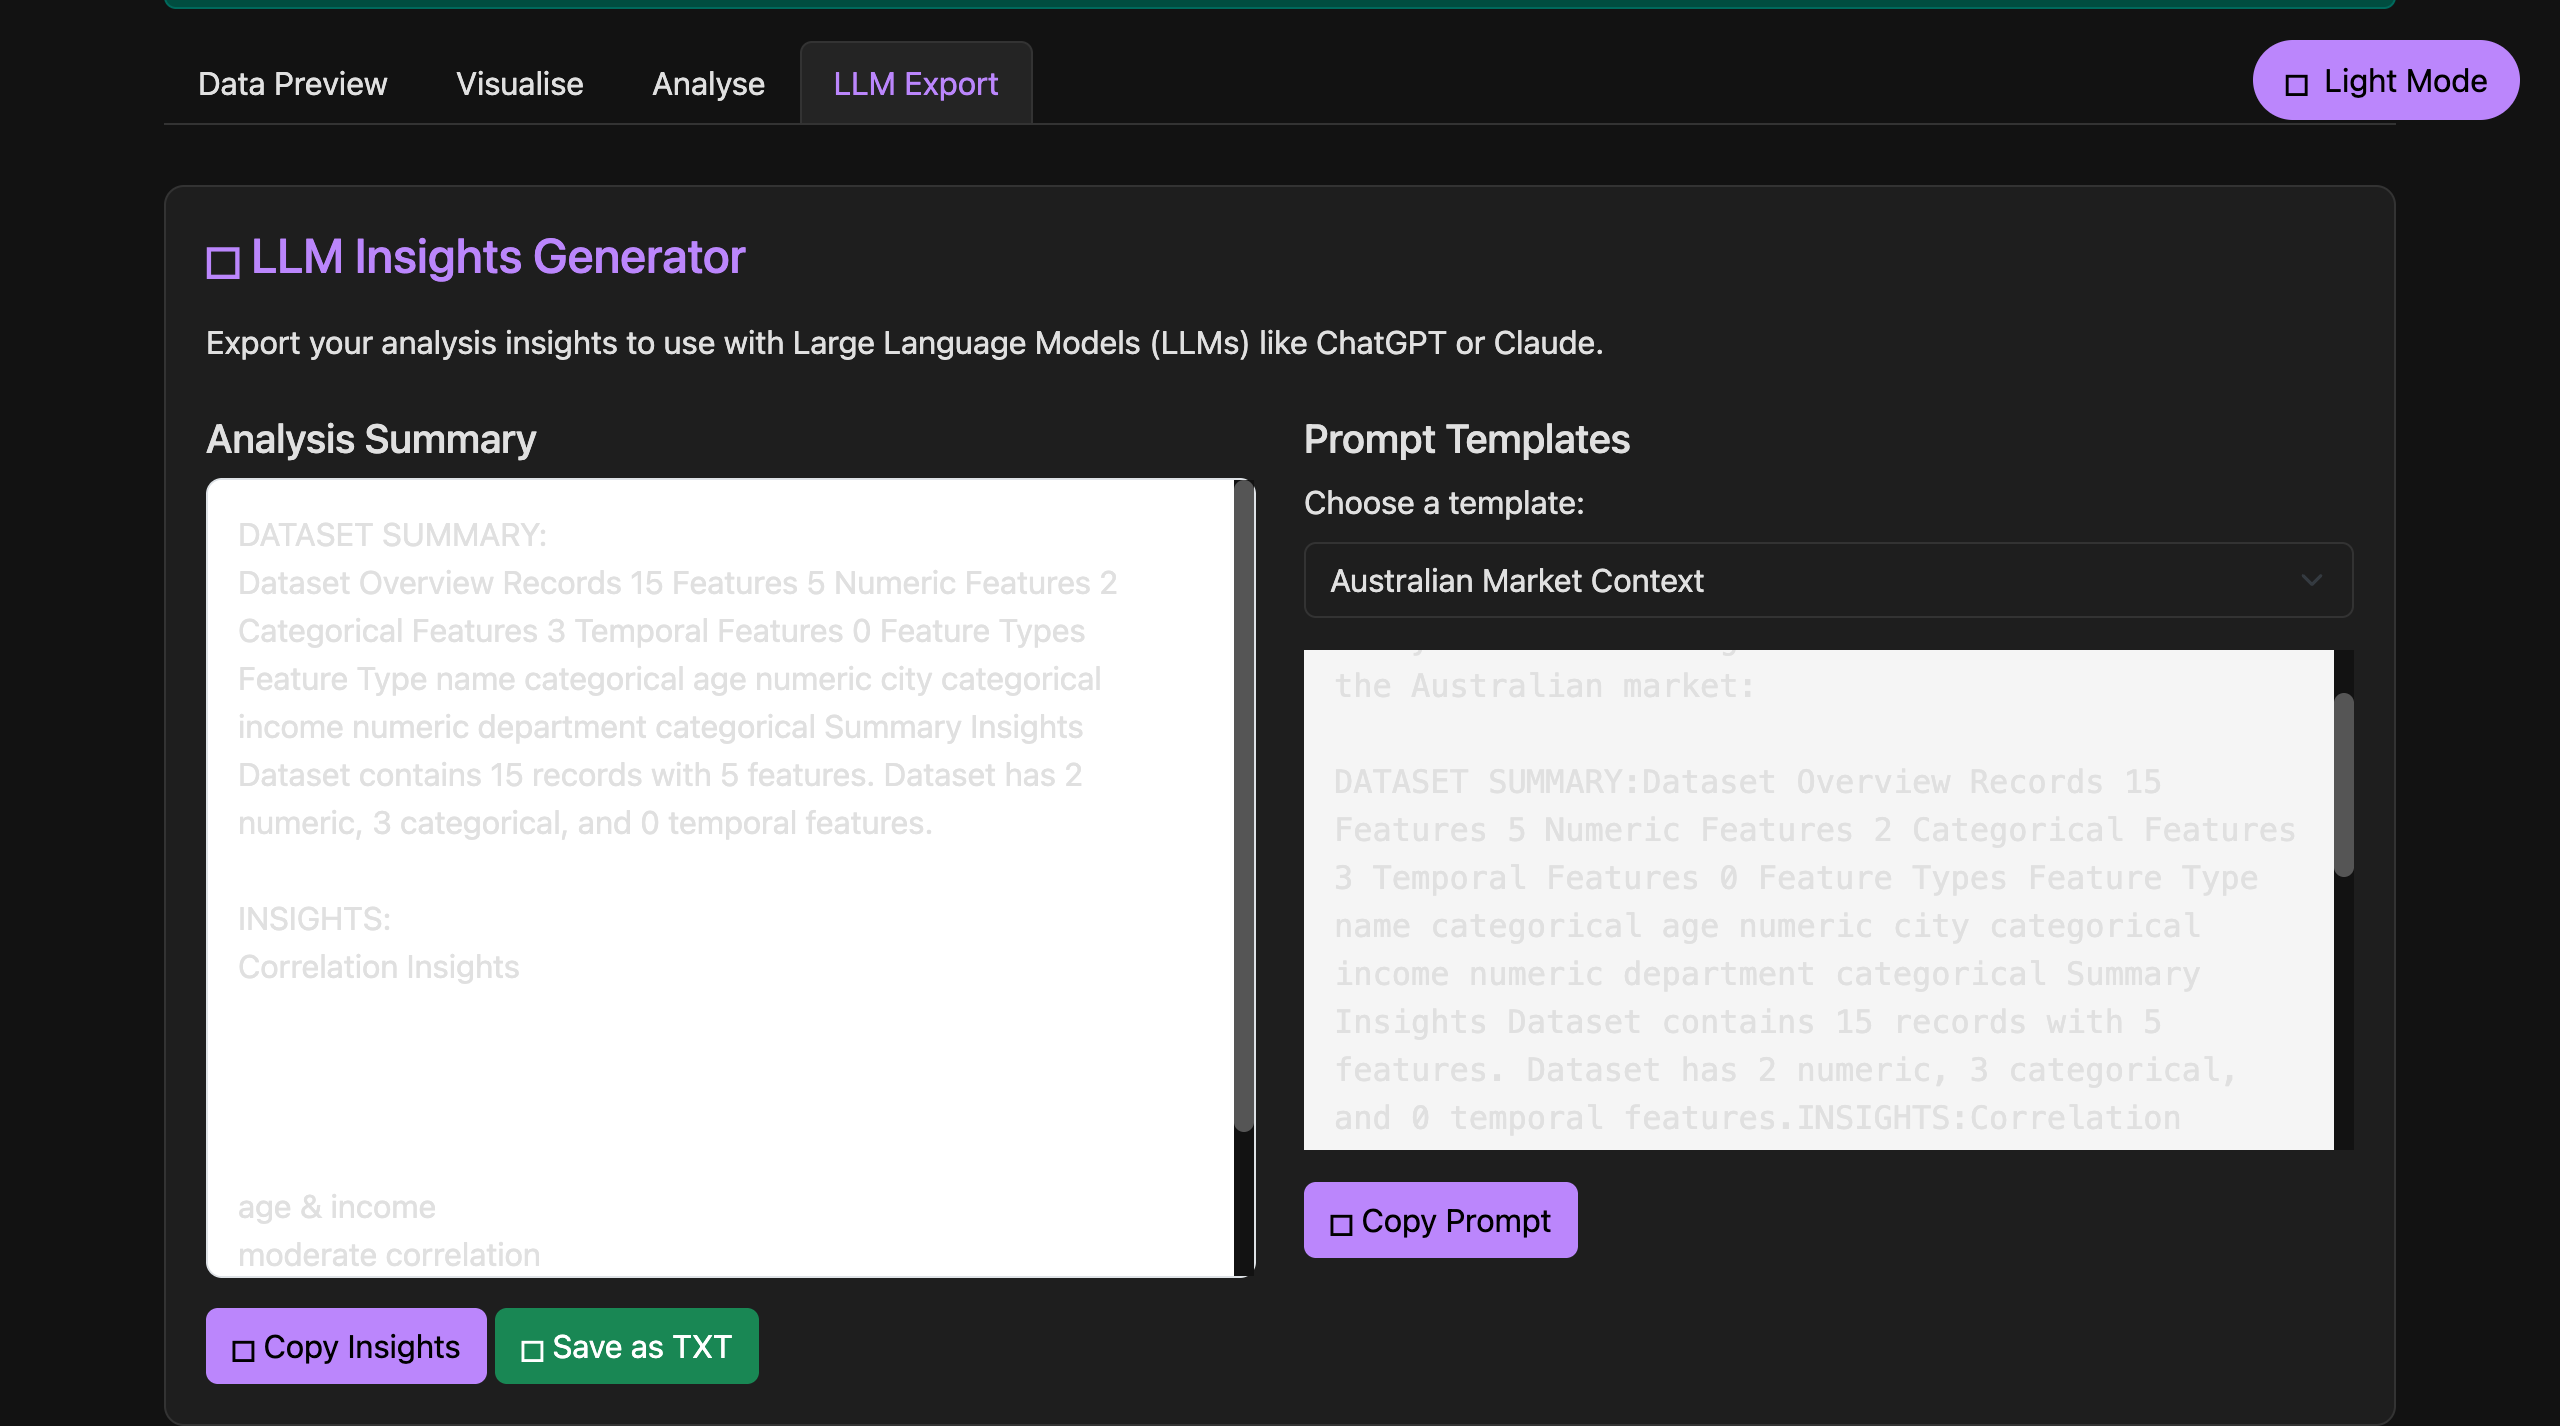 Data Preview
Visualise
Analyse
LLM Export
Light Mode
LLM Insights Generator
Export your analysis insights to use with Large Language Models (LLMs) like ChatGPT or Claude.
Analysis Summary
DATASET SUMMARY:
Dataset Overview Records 15 Features 5 Numeric Features 2
Categorical Features 3 Temporal Features 0 Feature Types
Feature Type name categorical age numeric city categorical
income numeric department categorical Summary Insights
Dataset contains 15 records with 5 features. Dataset has 2
numeric, 3 categorical, and 0 temporal features.
INSIGHTS:
Correlation Insights
age & income
moderate correlation
Copy Insights
Save as TXT
Prompt Templates
Choose a template:
Australian Market Context
the Australian market:
DATASET SUMMARY:Dataset Overview Records 15
Features 5 Numeric Features 2 Categorical Features
3 Temporal Features 0 Feature Types Feature Type
name categorical age numeric city categorical
income numeric department categorical Summary
Insights Dataset contains 15 records with 5
features. Dataset has 2 numeric, 3 categorical,
and 0 temporal features.INSIGHTS:Correlation
Copy Prompt